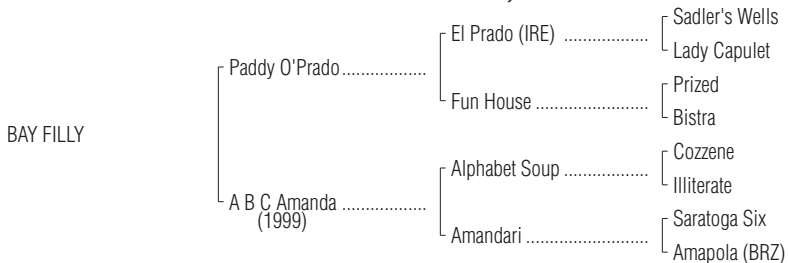 Sadler's Wells
El Prado (IRE) ..................
Lady Capulet
Paddy O'Prado ..................
Prized
Fun House ........................
Bistra
BAY FILLY
Cozzene
Alphabet Soup ..................
Illiterate
A B C Amanda ..................
(1999)
Saratoga Six
Amandari ..........................
Amapola (BRZ)